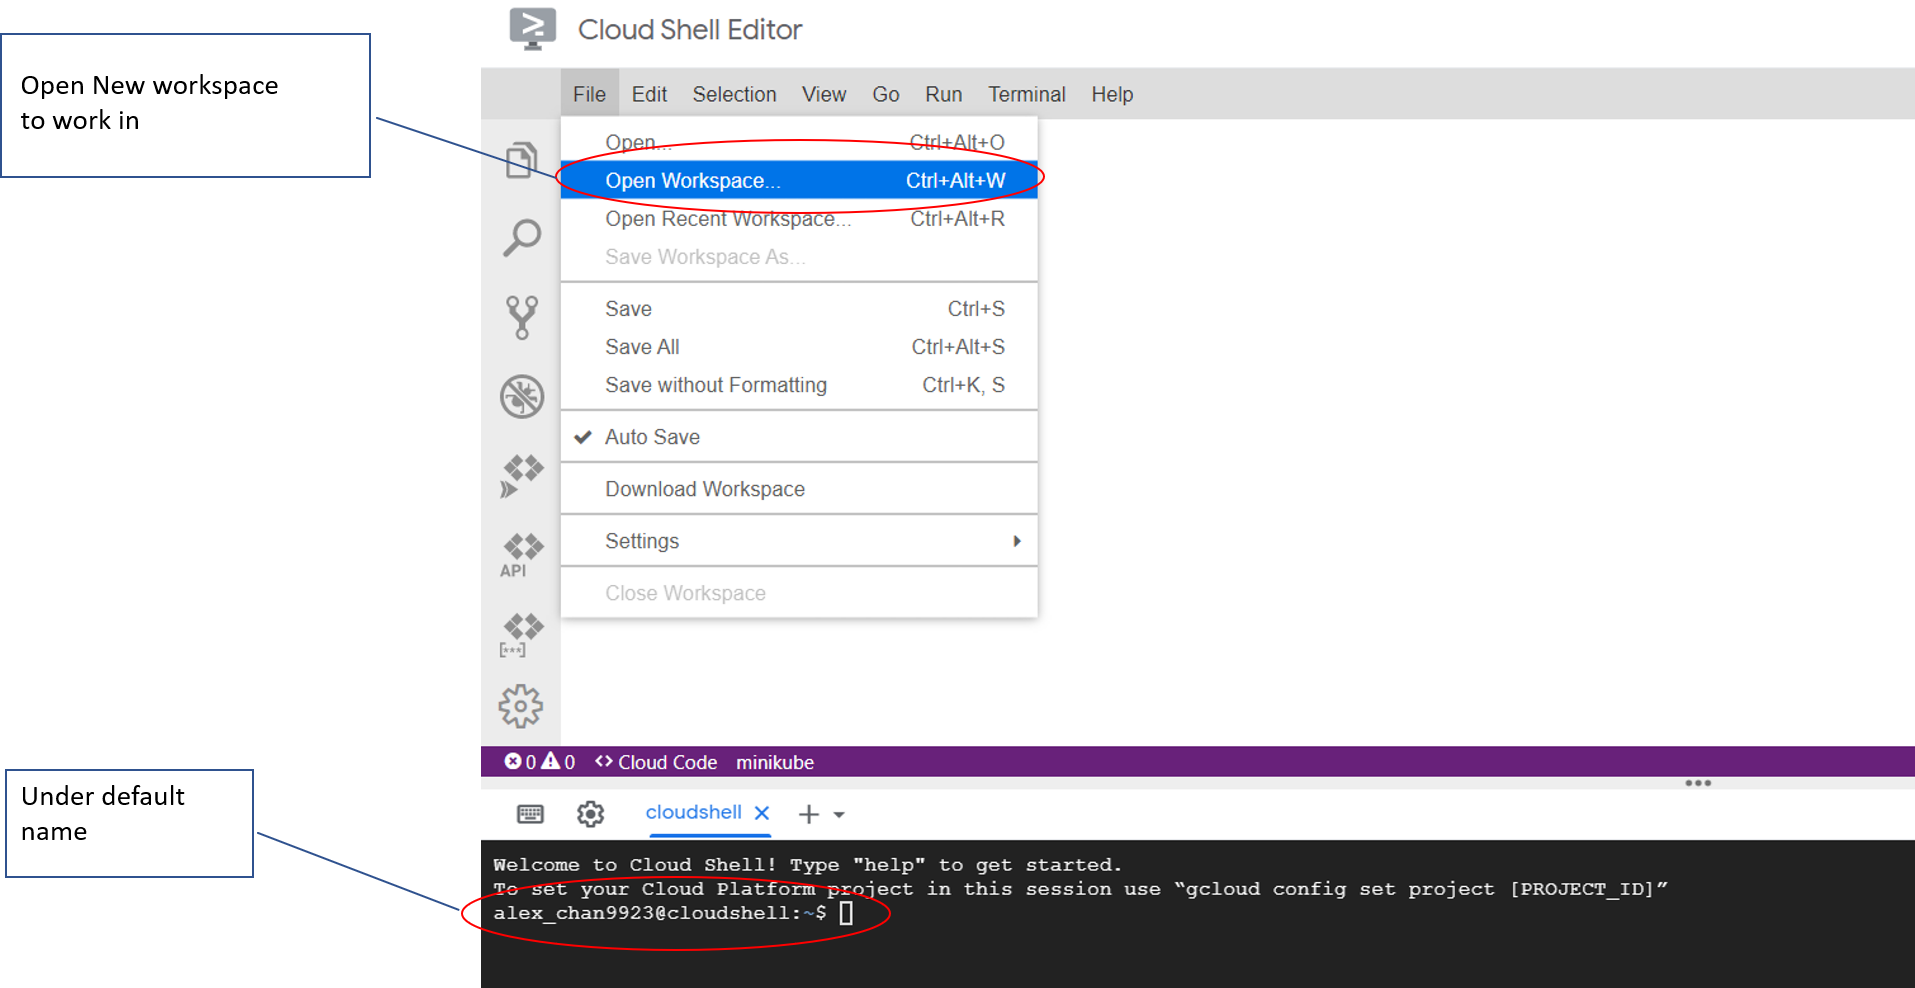 Cloud Shell Editor
Open New workspace
to work in
File Edit Selection View Go Run Terminal Help
Open... Ctrl+Alt+O
Open Workspace... Ctrl+Alt+W
Open Recent Workspace... Ctrl+Alt+R
Save Workspace As...
Save Ctrl+S
Save All Ctrl+Alt+S
Save without Formatting Ctrl+K, S
Auto Save
Download Workspace
Settings
API
Close Workspace
[***]
0 0 <> Cloud Code minikube
Under default
name
cloudshell
Welcome to Cloud Shell! Type "help" to get started.
To set your Cloud Platform project in this session use “gcloud config set project [PROJECT_ID]”
alex_chan9923@cloudshell:~$